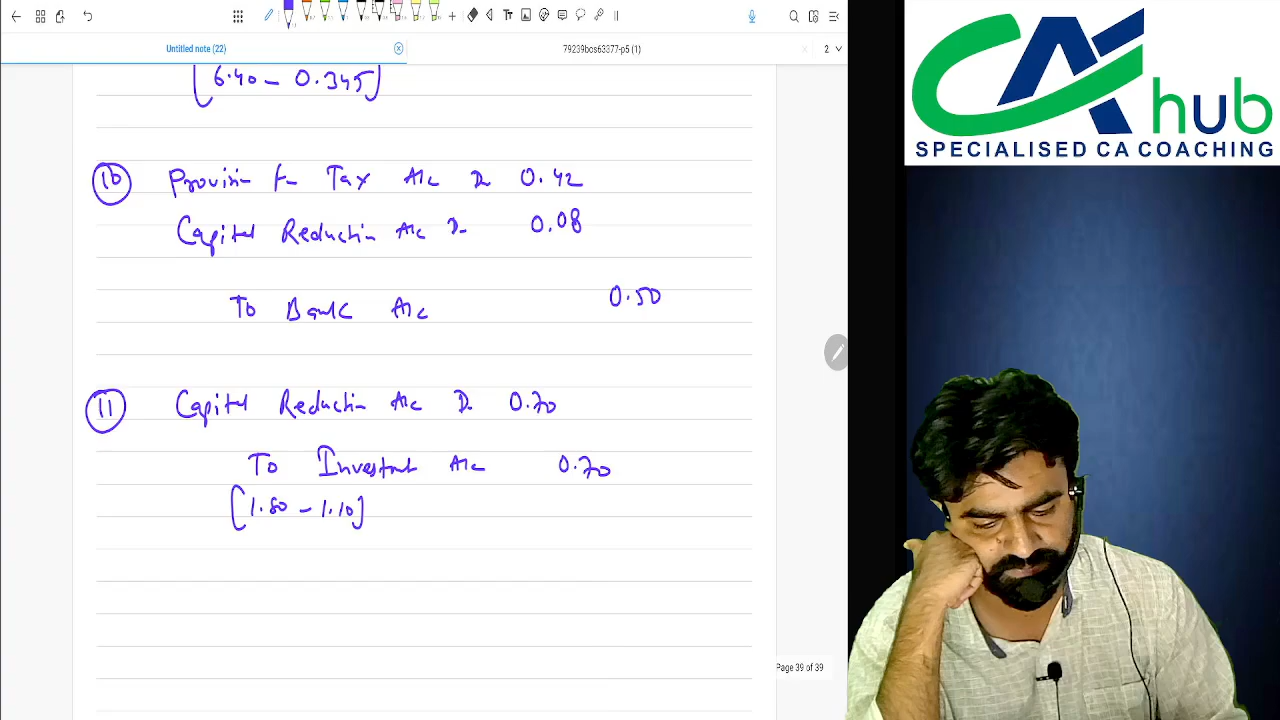 Untitled note (22)
79239bos63377-p5 (1)
2
[6.40 - 0.345]
10 Provision for Tax A/c Dr 0.42
Capital Reduction A/c Dr 0.08
To Bank A/c 0.50
11 Capital Reduction A/c Dr. 0.70
To Investment A/c 0.70
[1.80 - 1.10]
Page 39 of 39
CA hub
SPECIALISED CA COACHING